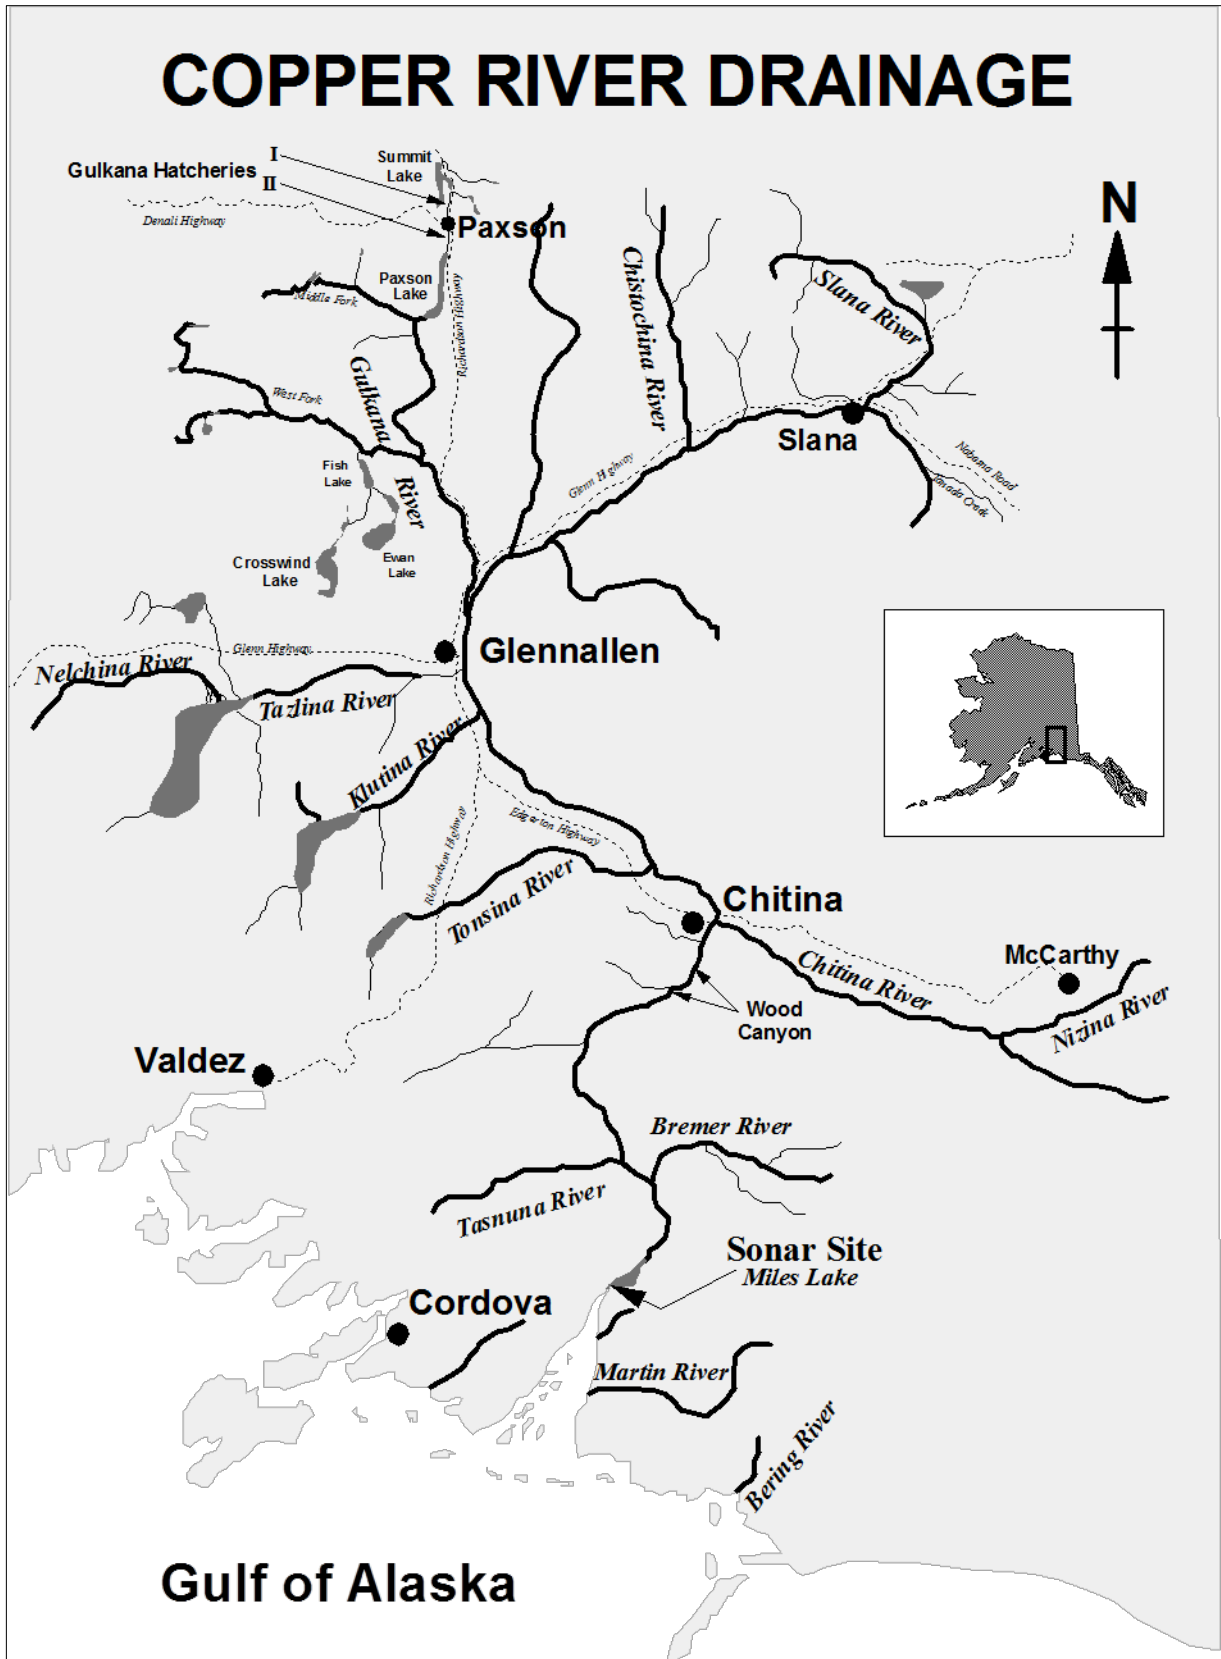 COPPER RIVER DRAINAGE
Gulkana Hatcheries
I
II
Summit
Lake
Denali Highway
Paxson
N
Paxson
Lake
Middle Fork
Richardson Highway
Chistochina River
Slana River
Gulkana
River
West Fork
Slana
Fish
Lake
Glenn Highway
Nabama Road
Tanada Creek
Ewan
Lake
Crosswind
Lake
Glenn Highway
Glennallen
Nelchina River
Tazlina River
Klutina River
Richardson Highway
Edgerton Highway
Tonsina River
Chitina
Chitina River
McCarthy
Nizina River
Wood
Canyon
Valdez
Bremer River
Tasnuna River
Sonar Site
Miles Lake
Cordova
Martin River
Bering River
Gulf of Alaska